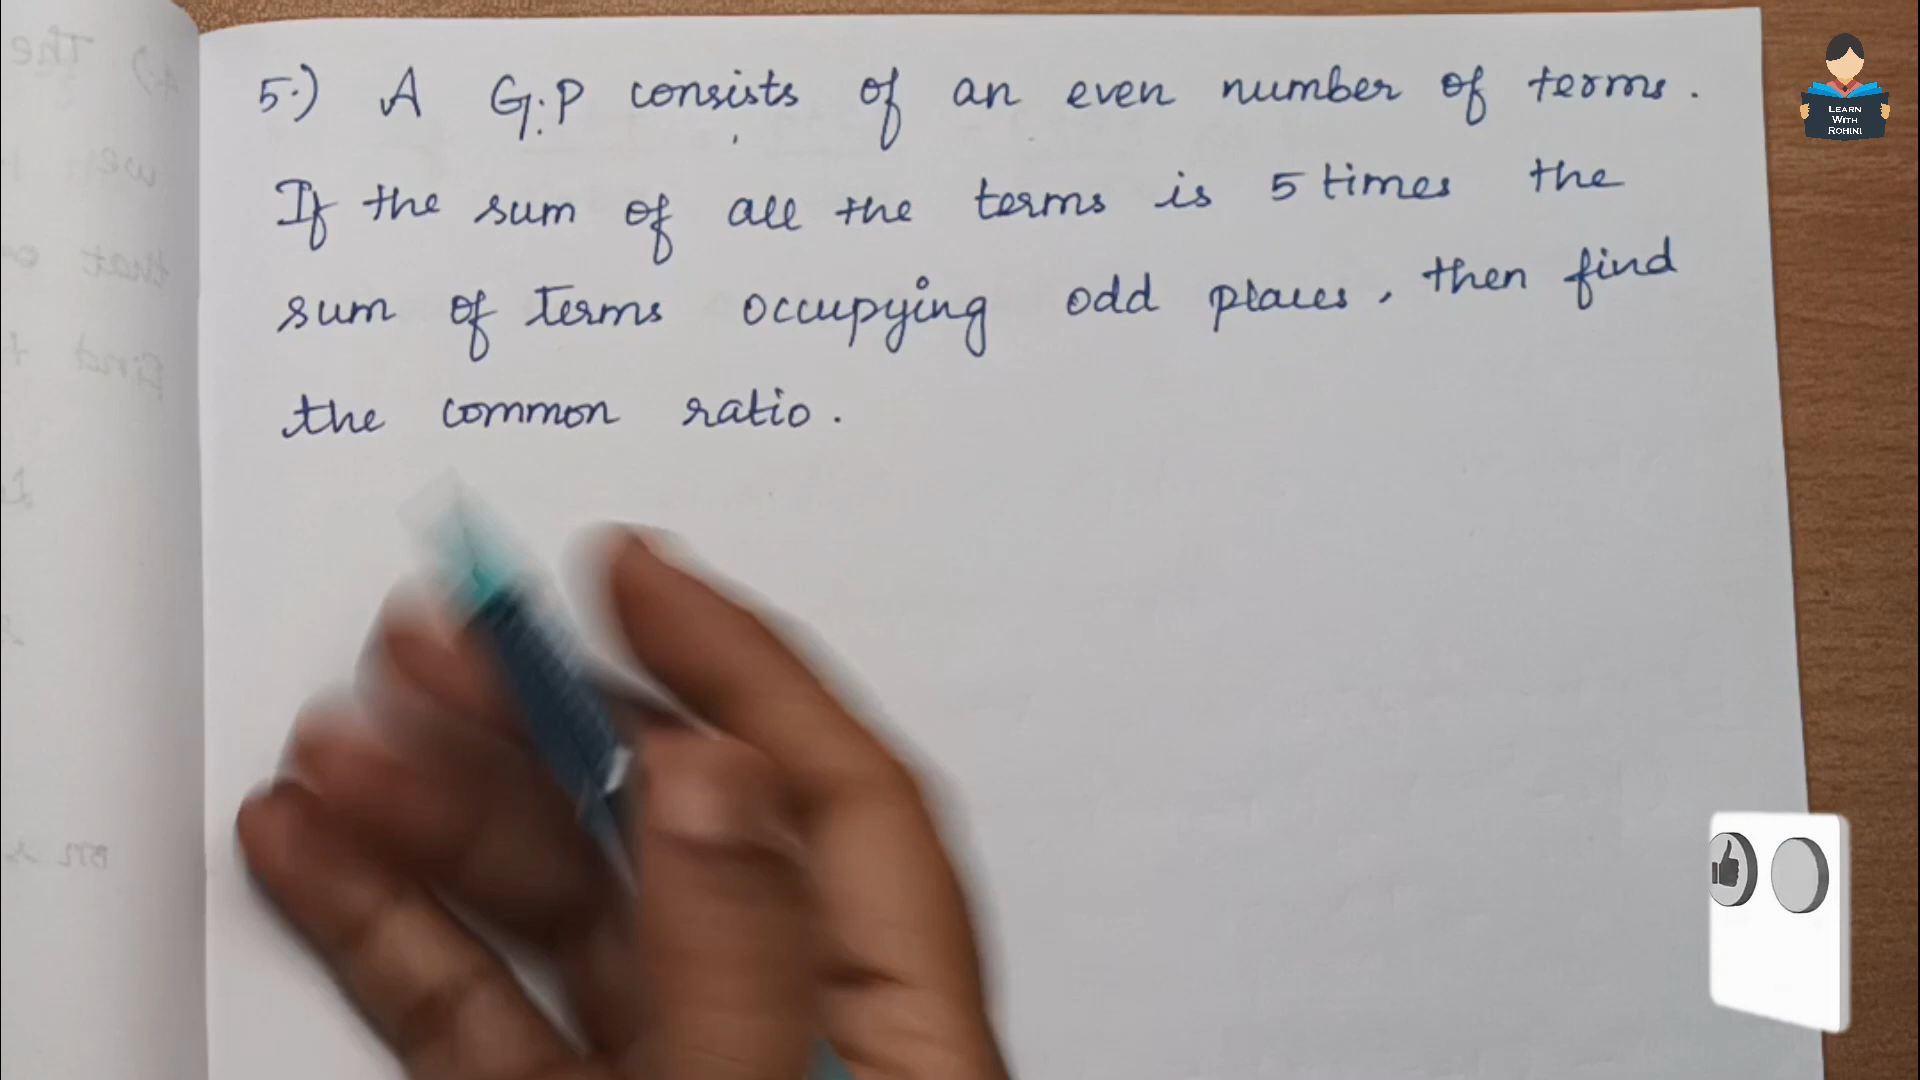 5.) A G.P consists of an even number of terms.
If the sum of all the terms is 5 times the
sum of terms occupying odd places, then find
the common ratio.
LEARN
WITH
ROHINI